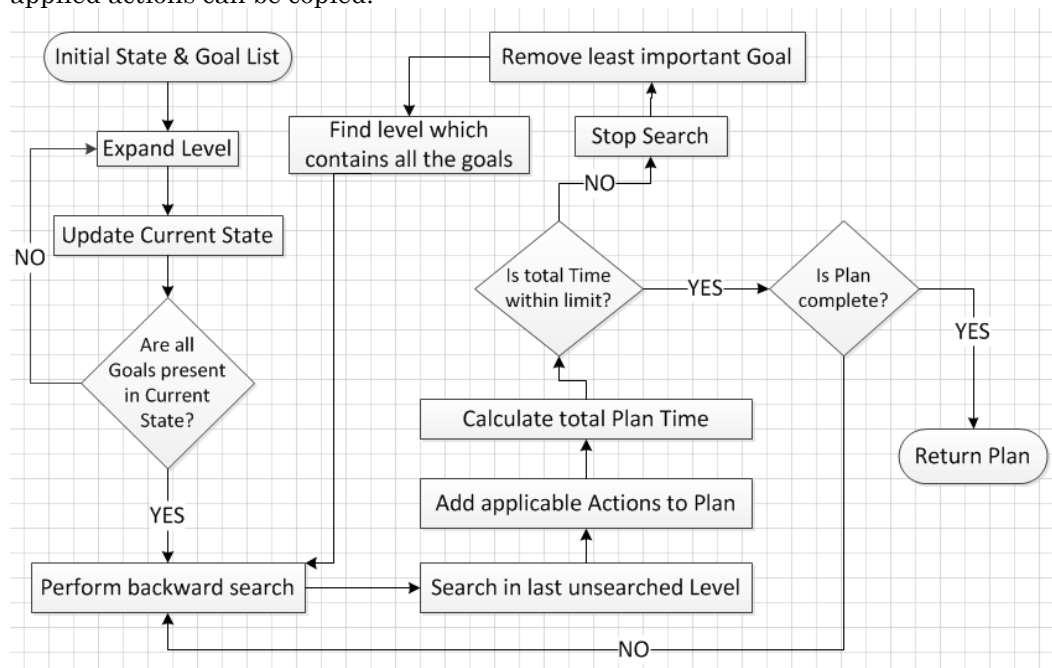 applied actions can be copied.
Initial State & Goal List
Remove least important Goal
Expand Level
Find level which
contains all the goals
Stop Search
NO
Update Current State
NO
Is total Time
within limit?
YES
Is Plan
complete?
YES
Are all
Goals present
in Current
State?
Calculate total Plan Time
Return Plan
YES
Add applicable Actions to Plan
Perform backward search
Search in last unsearched Level
NO